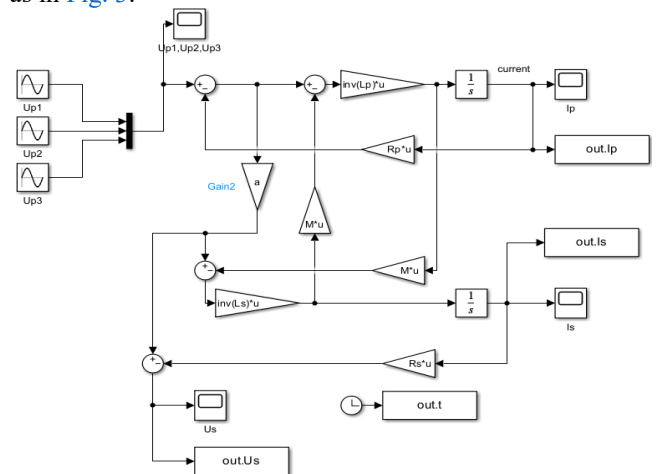 as in Fig. 3.
Up1,Up2,Up3
Up1
Up2
Up3
+
−
+
−
inv(Lp)*u
1
s
current
Ip
Rp*u
out.Ip
Gain2
a
M*u
M*u
out.Is
+
−
inv(Ls)*u
1
s
Is
+
−
Rs*u
Us
out.t
out.Us